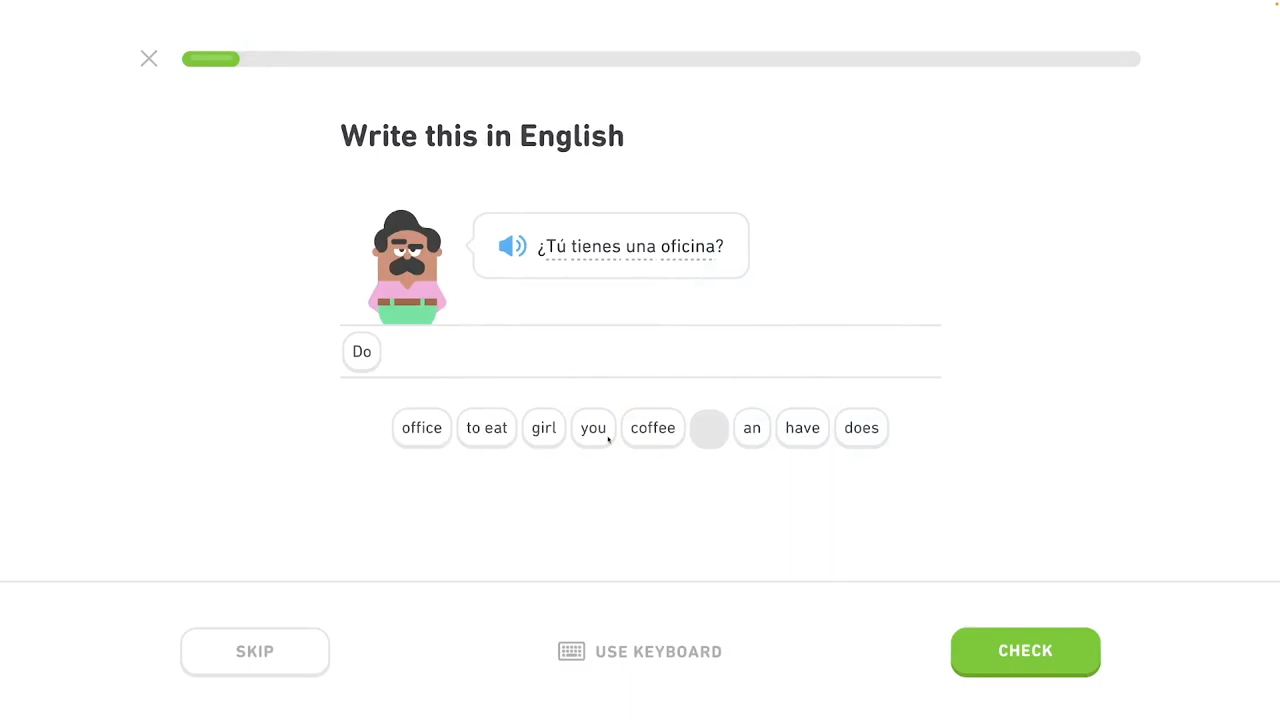 Write this in English
¿Tú tienes una oficina?
Do
office to eat girl you coffee an have does
SKIP USE KEYBOARD CHECK